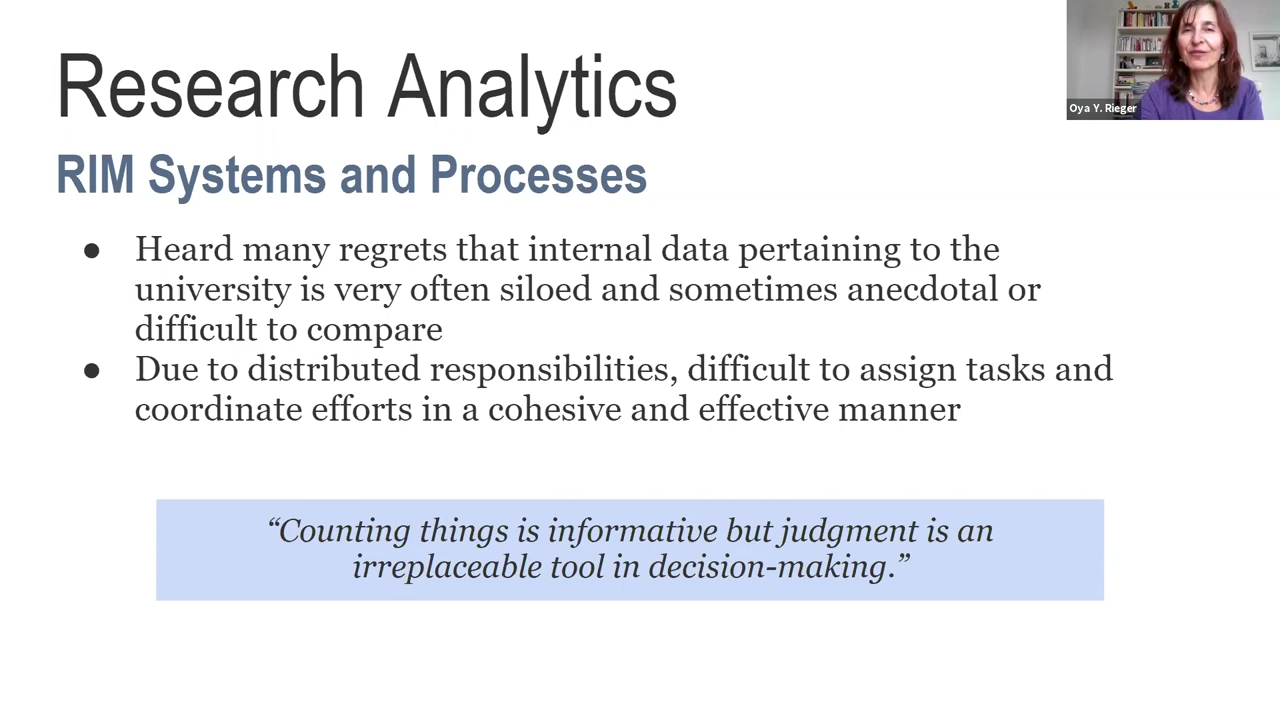 Research Analytics
Oya Y. Rieger
RIM Systems and Processes
● Heard many regrets that internal data pertaining to the
university is very often siloed and sometimes anecdotal or
difficult to compare
● Due to distributed responsibilities, difficult to assign tasks and
coordinate efforts in a cohesive and effective manner
“Counting things is informative but judgment is an
irreplaceable tool in decision-making.”